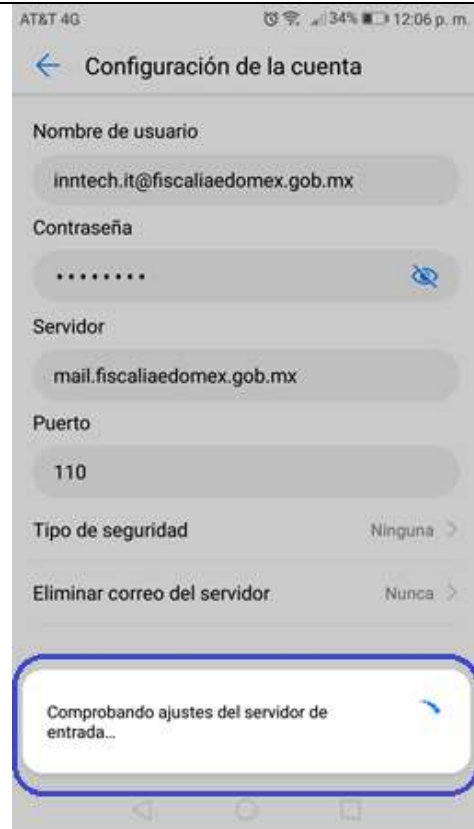 AT&T 4G 34% 12:06 p. m.
Configuración de la cuenta
Nombre de usuario
inntech.it@fiscaliaedomex.gob.mx
Contraseña
••••••••
Servidor
mail.fiscaliaedomex.gob.mx
Puerto
110
Tipo de seguridad Ninguna
Eliminar correo del servidor Nunca
Comprobando ajustes del servidor de
entrada...